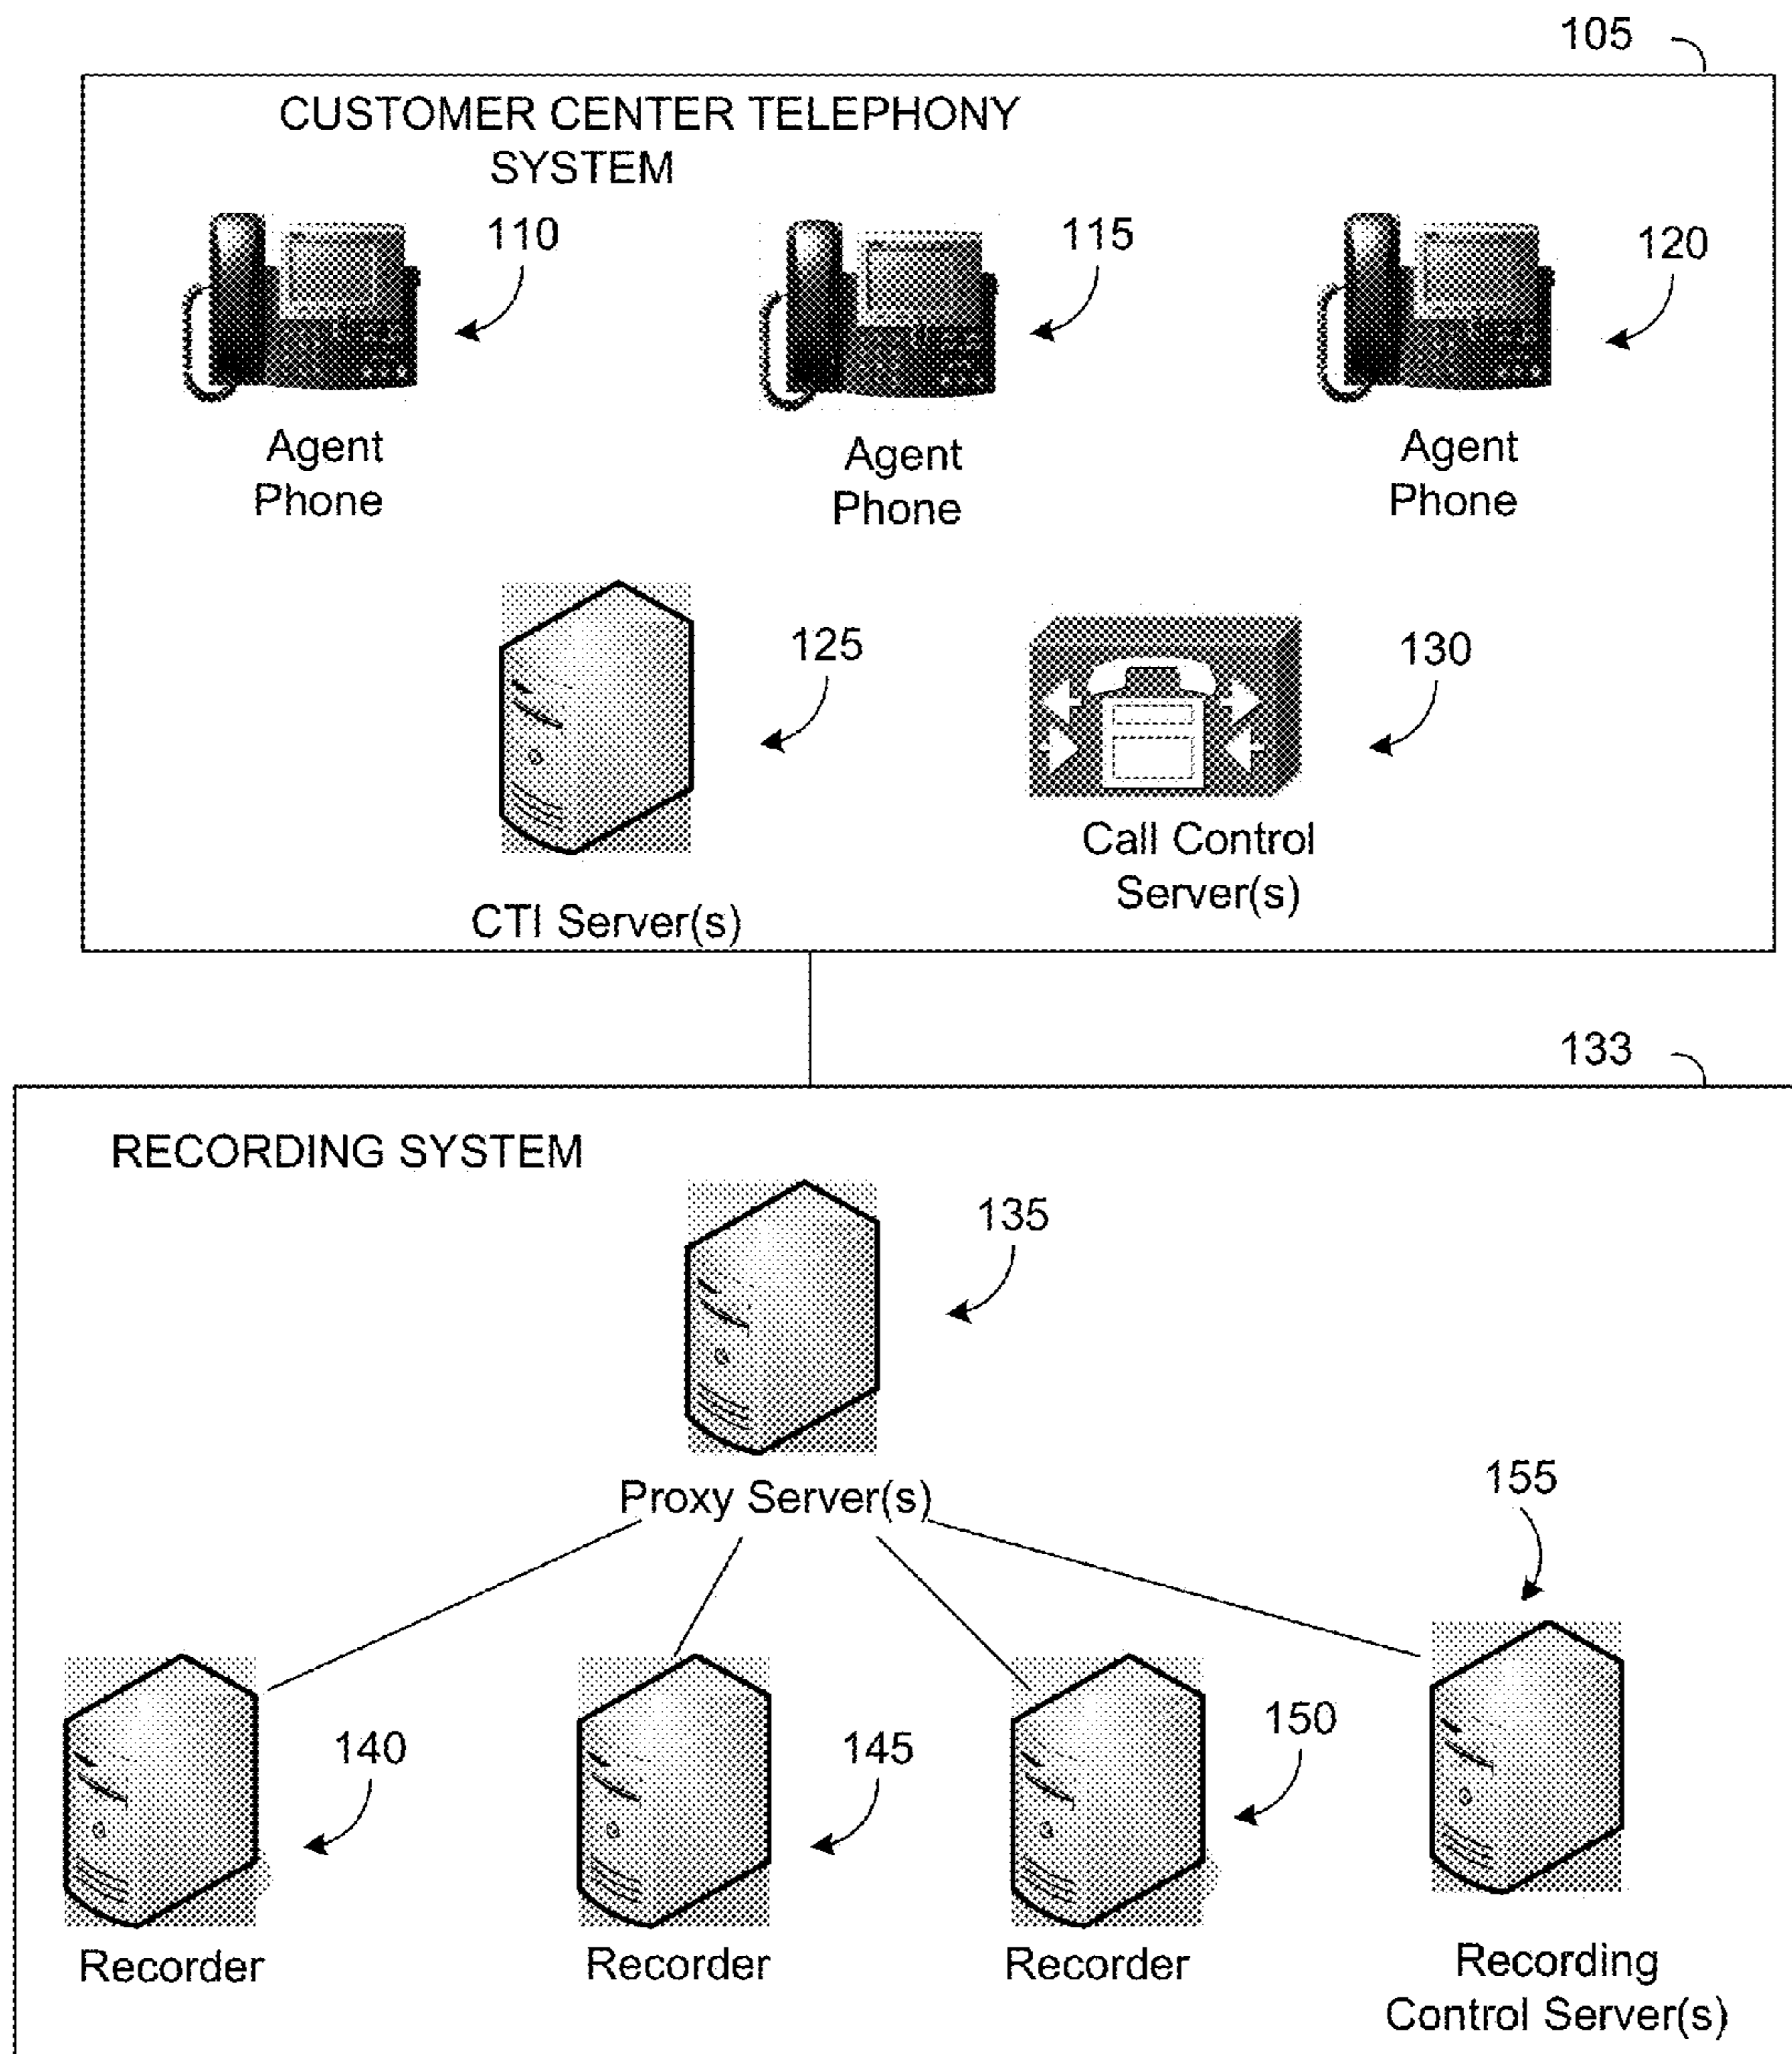 105
CUSTOMER CENTER TELEPHONY
SYSTEM
110
115
120
Agent
Phone
Agent
Phone
Agent
Phone
125
130
CTI Server(s)
Call Control
Server(s)
133
RECORDING SYSTEM
135
Proxy Server(s)
155
140
145
150
Recorder
Recorder
Recorder
Recording
Control Server(s)